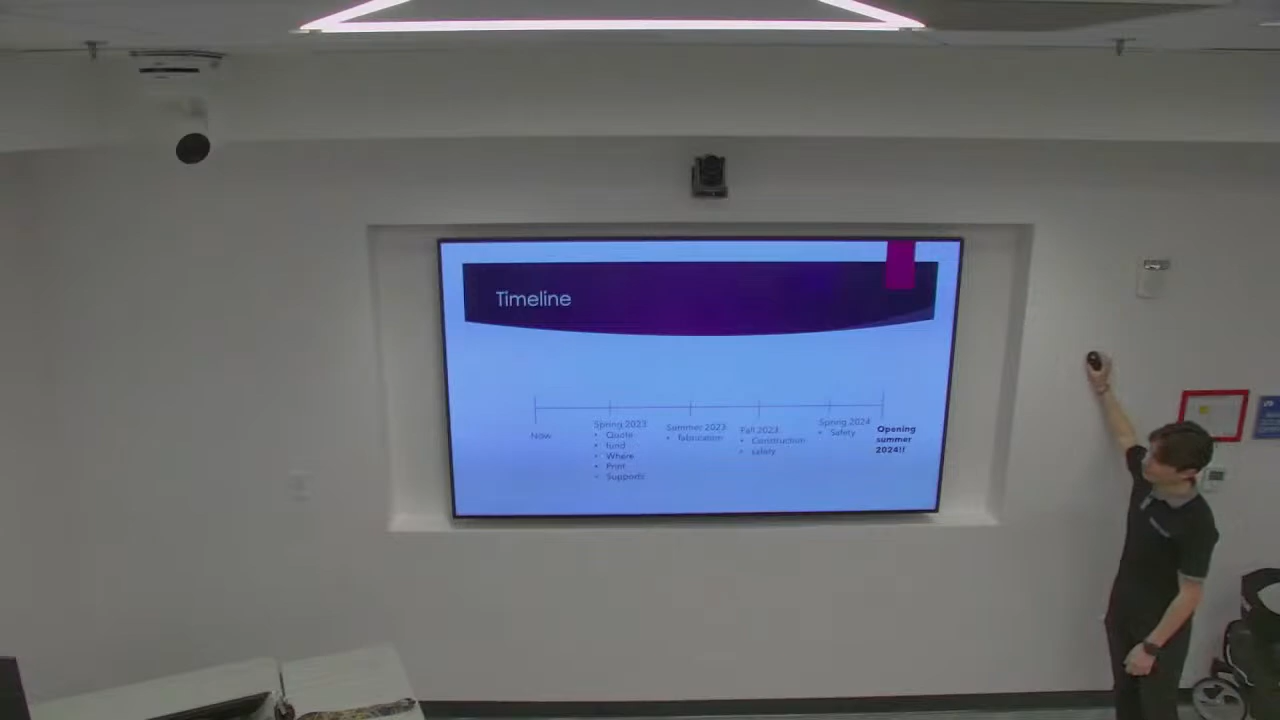 Timeline
Now
Spring 2023
• Quote
• fund
• Where
• Print
• Supports
Summer 2023
• fabrication
Fall 2023
• Construction
• safety
Spring 2024
• Safety
Opening
summer
2024!!